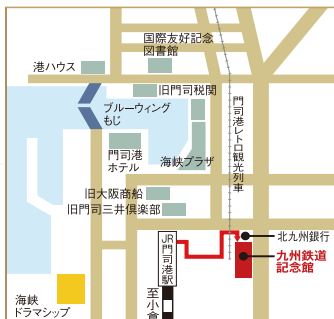 国際友好記念
図書館
港ハウス
旧門司税関
ブルーウィング
もじ
門司港
ホテル
海峡プラザ
門司港レトロ観光列車
旧大阪商船
旧門司三井倶楽部
JR
門司港駅
北九州銀行
九州鉄道
記念館
至小倉
海峡
ドラマシップ